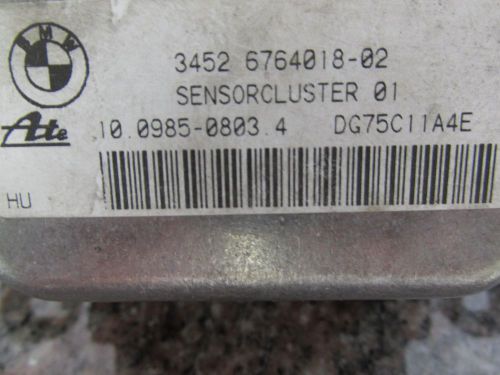 BMW
3452 6764018-02
SENSORCLUSTER 01
Ate
10.0985-0803.4 DG75C11A4E
HU